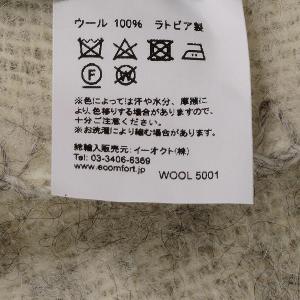 ウール 100%　ラトビア製
F W
※色によっては汗や水分、摩擦に
より、色移りする場合がありますので、
十分ご注意ください。
※お洗濯により縮む場合があります。
総輸入販売元: イーオクト(株)
Tel: 03-3406-6369
www.ecomfort.jp
WOOL 5001